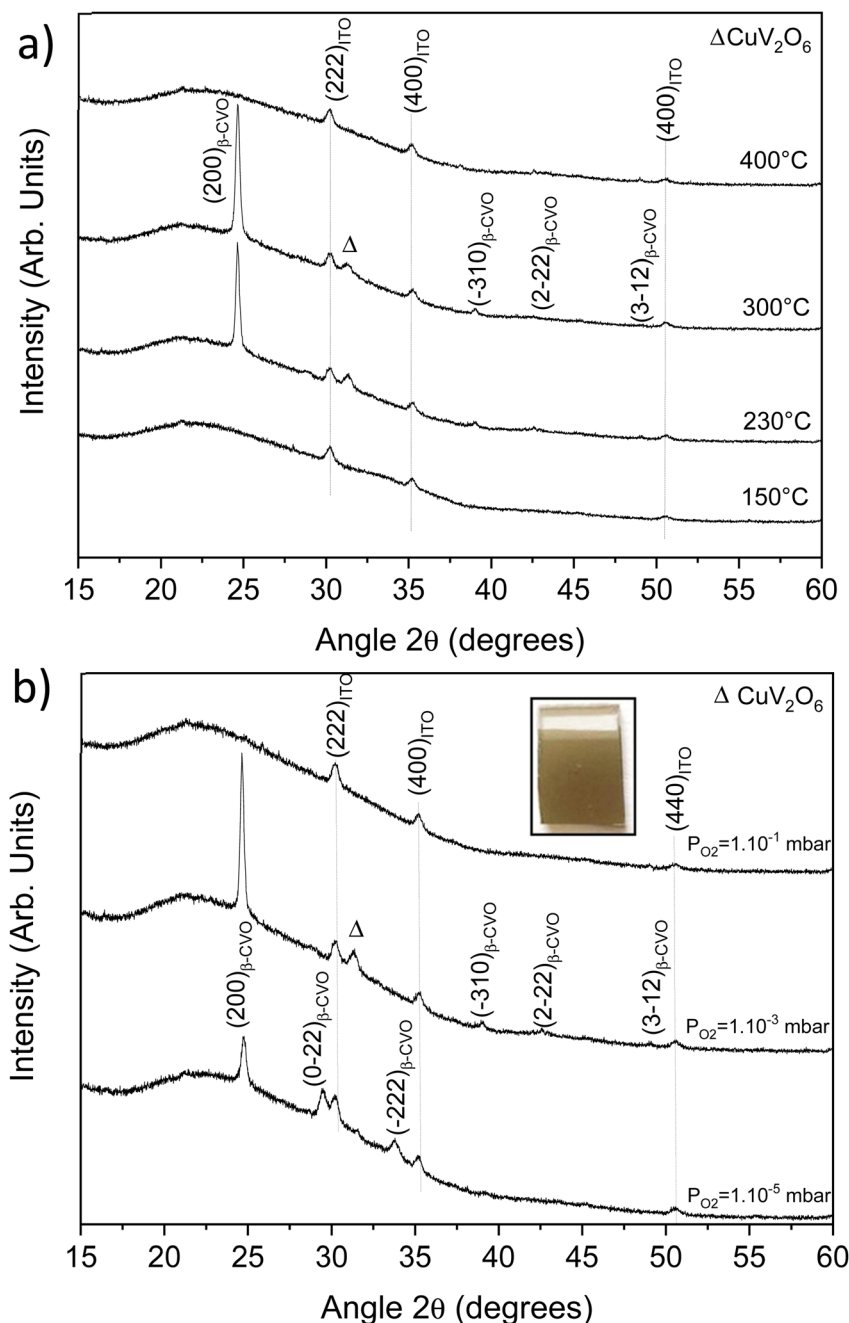 a)
ΔCuV₂O₆
(222)ITO
(400)ITO
(400)ITO
400°C
(200)β-CVO
Δ
(-310)β-CVO
(2-22)β-CVO
(3-12)β-CVO
300°C
230°C
150°C
Intensity (Arb. Units)
15 20 25 30 35 40 45 50 55 60
Angle 2θ (degrees)
b)
Δ CuV₂O₆
(222)ITO
(400)ITO
(440)ITO
P_O2=1.10⁻¹ mbar
Δ
(-310)β-CVO
(2-22)β-CVO
(3-12)β-CVO
P_O2=1.10⁻³ mbar
(200)β-CVO
(0-22)β-CVO
(-222)β-CVO
P_O2=1.10⁻⁵ mbar
Intensity (Arb. Units)
15 20 25 30 35 40 45 50 55 60
Angle 2θ (degrees)